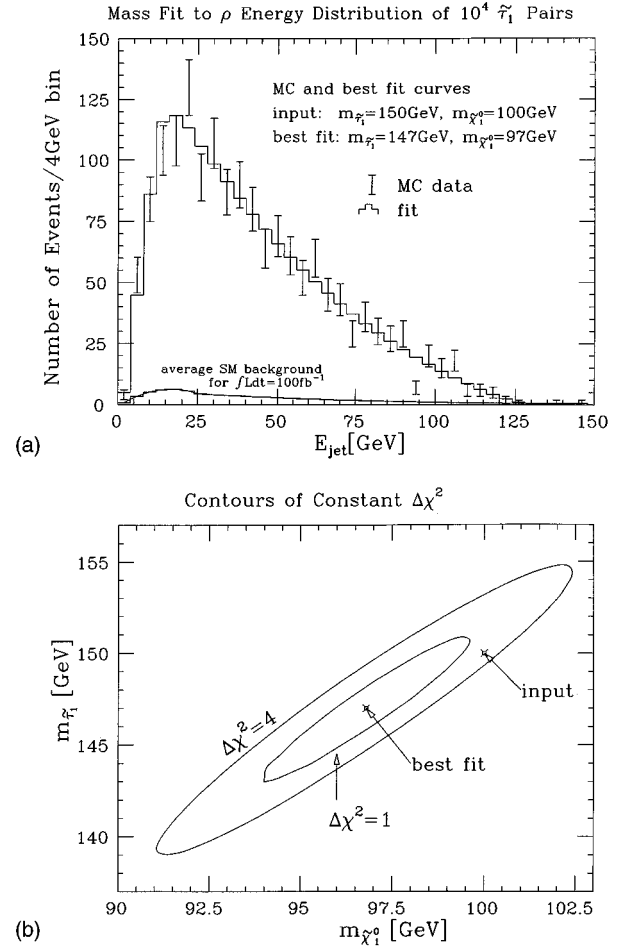 Mass Fit to ρ Energy Distribution of 10⁴ τ̃₁ Pairs
Number of Events/4GeV bin
150
125
100
75
50
25
0
MC and best fit curves
input: m_τ̃₁=150GeV, m_χ̃₁⁰=100GeV
best fit: m_τ̃₁=147GeV, m_χ̃₁⁰=97GeV
MC data
fit
average SM background
for ∫Ldt=100fb⁻¹
0 25 50 75 100 125 150
E_jet[GeV]
(a)
Contours of Constant Δχ²
m_τ̃₁ [GeV]
155
150
145
140
Δχ²=4
input
best fit
Δχ²=1
90 92.5 95 97.5 100 102.5
m_χ̃₁⁰ [GeV]
(b)